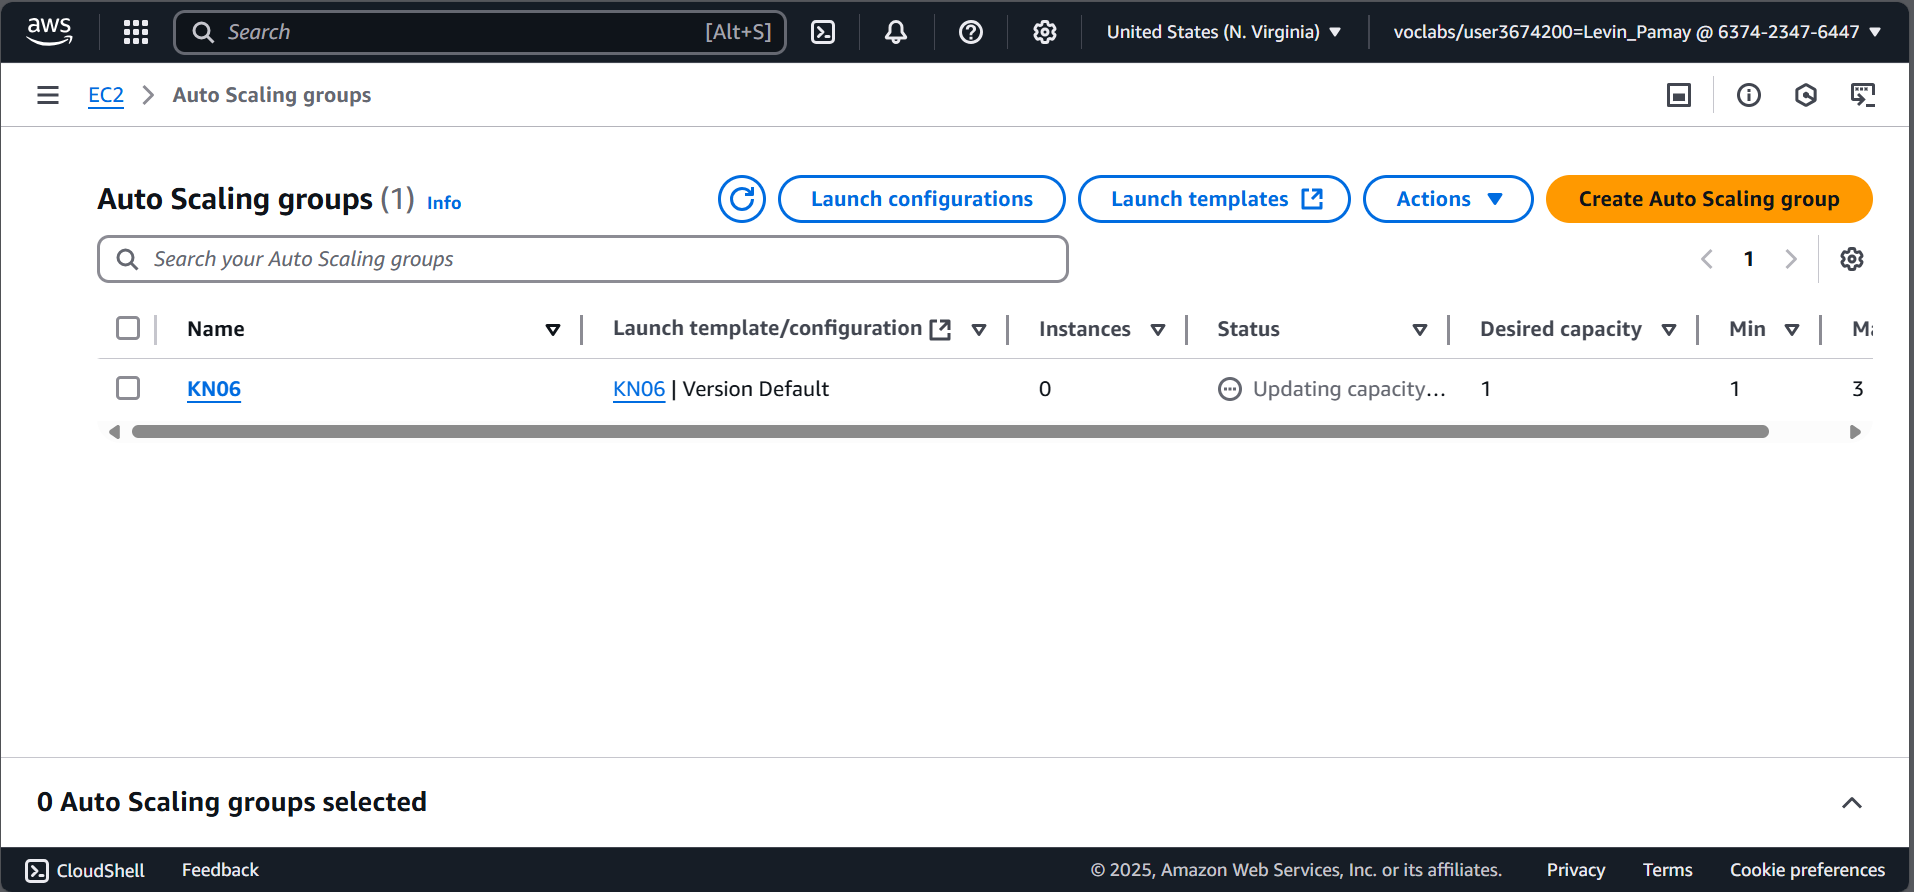 aws Search [Alt+S] United States (N. Virginia) voclabs/user3674200=Levin_Pamay @ 6374-2347-6447
EC2 Auto Scaling groups
Auto Scaling groups (1) Info Launch configurations Launch templates Actions Create Auto Scaling group
Search your Auto Scaling groups 1
Name Launch template/configuration Instances Status Desired capacity Min
KN06 KN06 | Version Default 0 Updating capacity... 1 1 3
0 Auto Scaling groups selected
CloudShell Feedback © 2025, Amazon Web Services, Inc. or its affiliates. Privacy Terms Cookie preferences